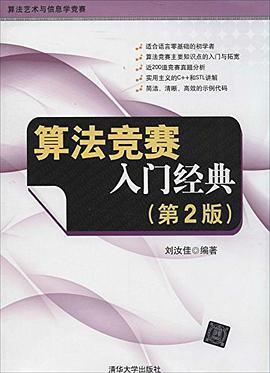 算法艺术与信息学竞赛
• 适合语言零基础的初学者
• 算法竞赛主要知识点的入门与拓宽
• 近200道竞赛真题分析
• 实用主义的C++和STL讲解
• 简洁、清晰、高效的示例代码
算法竞赛
入门经典
（第2版）
刘汝佳◎编著
清华大学出版社